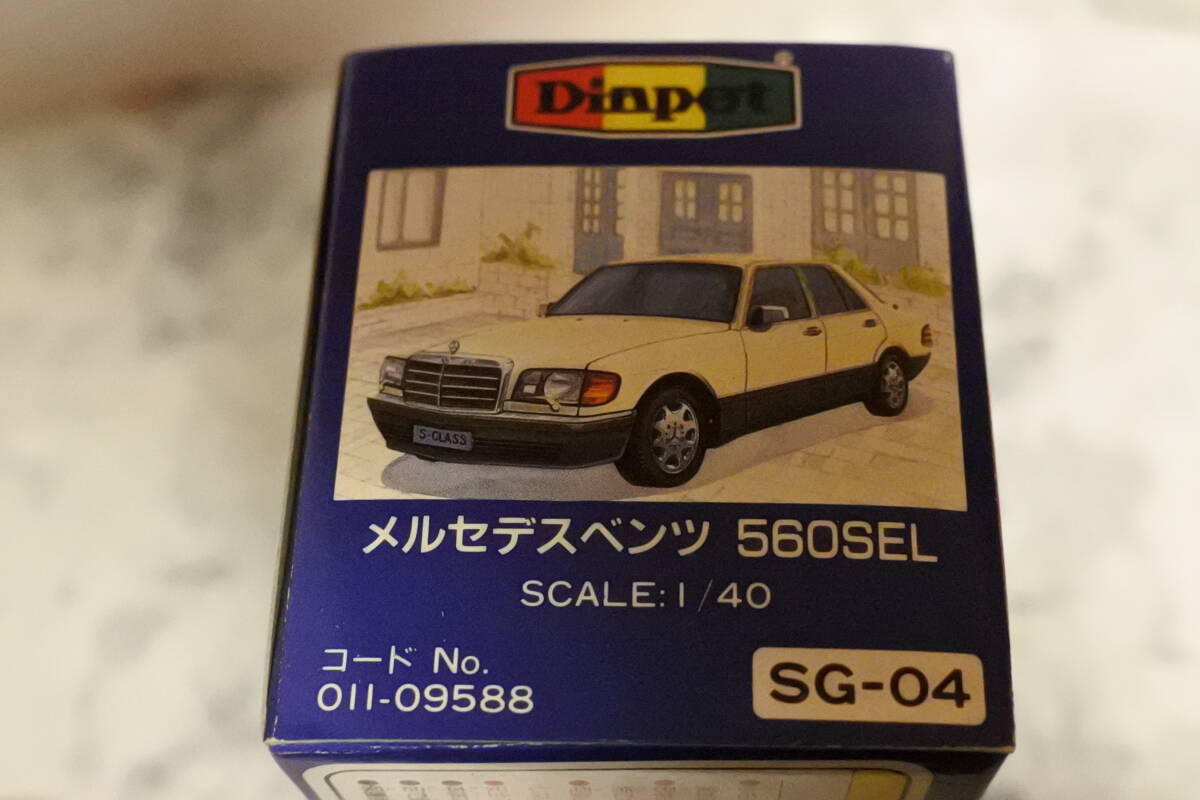 Diapet
S-CLASS
メルセデスベンツ 560SEL
SCALE: 1/40
コード No.
011-09588
SG-04